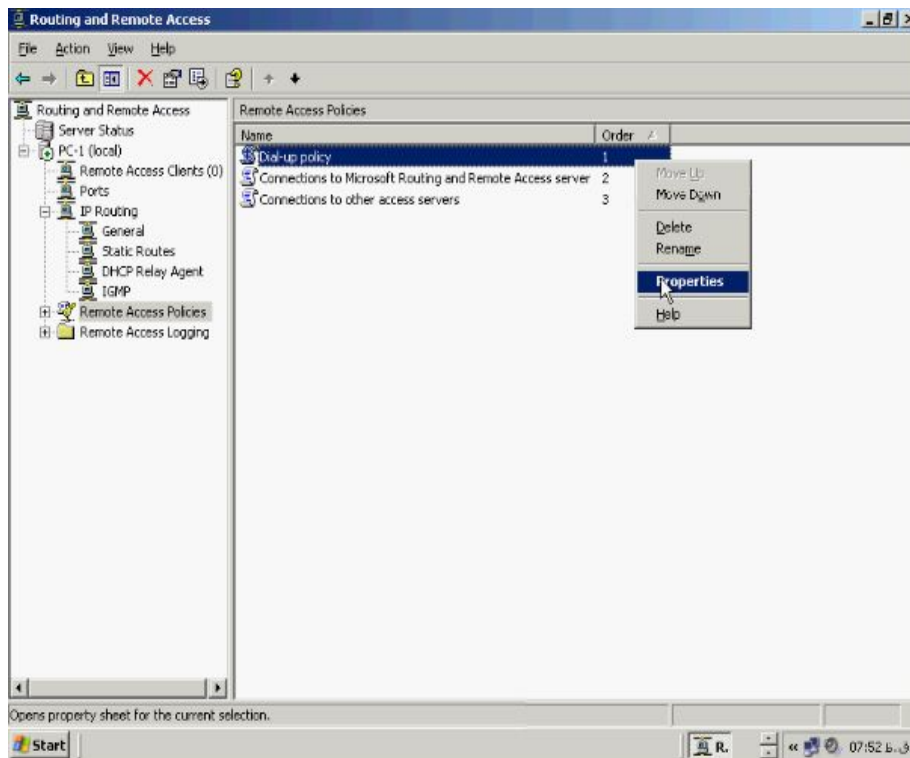 Routing and Remote Access
File Action View Help
Routing and Remote Access
Server Status
PC-1 (local)
Remote Access Clients (0)
Ports
IP Routing
General
Static Routes
DHCP Relay Agent
IGMP
Remote Access Policies
Remote Access Logging
Remote Access Policies
Name Order
Dial-up policy 1
Connections to Microsoft Routing and Remote Access server 2
Connections to other access servers 3
Move Up
Move Down
Delete
Rename
Properties
Help
Opens property sheet for the current selection.
Start R. « 07:52 ق.ظ